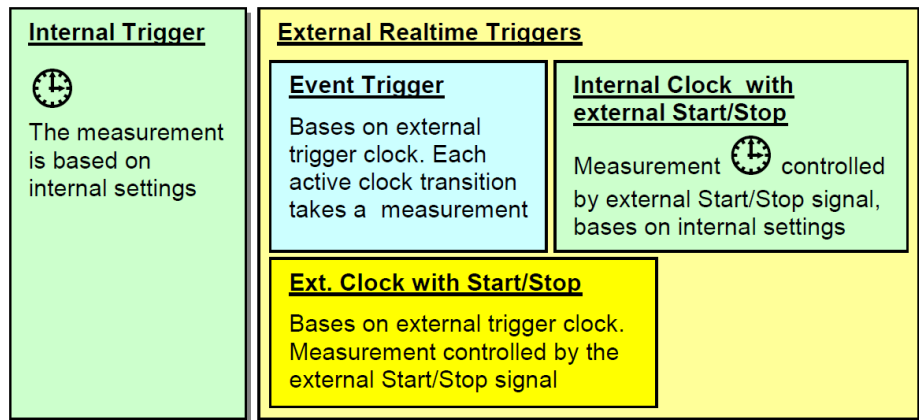 Internal Trigger
The measurement
is based on
internal settings
External Realtime Triggers
Event Trigger
Bases on external
trigger clock. Each
active clock transition
takes a measurement
Internal Clock with
external Start/Stop
Measurement controlled
by external Start/Stop signal,
bases on internal settings
Ext. Clock with Start/Stop
Bases on external trigger clock.
Measurement controlled by the
external Start/Stop signal